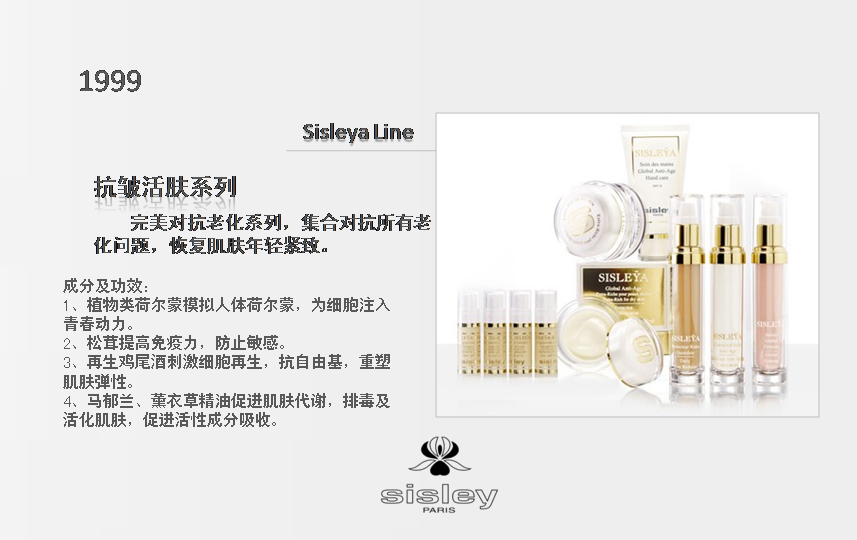 1999
Sisleya Line
抗皱活肤系列
完美对抗老化系列，集合对抗所有老
化问题，恢复肌肤年轻紧致。
成分及功效：
1、植物类荷尔蒙模拟人体荷尔蒙，为细胞注入
青春动力。
2、松茸提高免疫力，防止敏感。
3、再生鸡尾酒刺激细胞再生，抗自由基，重塑
肌肤弹性。
4、马郁兰、薰衣草精油促进肌肤代谢，排毒及
活化肌肤，促进活性成分吸收。
SISLEŸA
Soin des mains
Global Anti-Age
Hand care
sisley
SISLEŸA
Global Anti-Age
sisley
PARIS